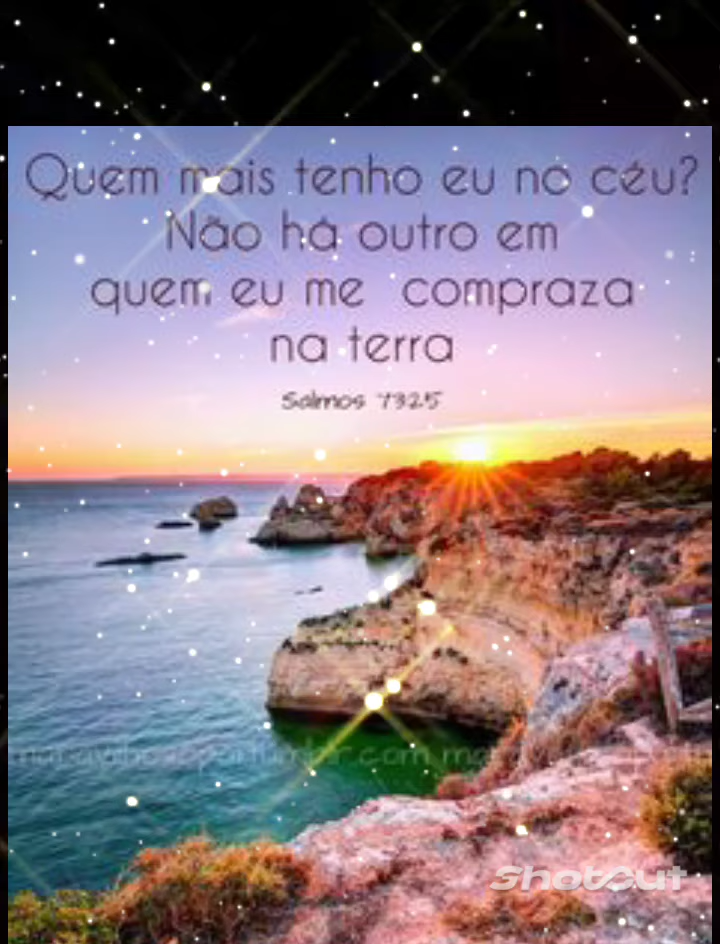 Quem mais tenho eu no céu?
Não há outro em
quem eu me compraza
na terra
Salmos 73:25
ShotCut